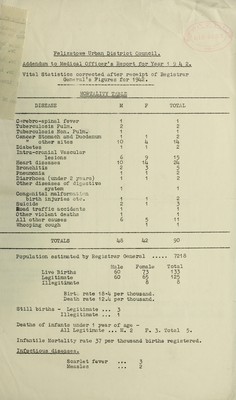 Felixstowe Urban District Council.
Addendum to Medical Officer's Report for Year 1 9 4 2.
Vital Statistics corrected after receipt of Registrar
General's Figures for 1942.
MORTALITY TABLE
DISEASE M F TOTAL
Cerebro-spinal fever 1 1
Tuberculosis Pulm. 2 2
Tuberculosis Non. Pulm. 1 1
Cancer Stomach and Duodenum 1 1 2
" other sites 10 4 14
Diabetes 1 1 2
Intra-cranial Vascular
lesions 6 9 15
Heart diseases 10 14 24
Bronchitis 2 3 5
Pneumonia 1 1 2
Diarrhoea (under 2 years) 1 1 2
Other diseases of digestive
system 1 1
Congenital malformation
birth injuries etc. 1 1 2
Suicide 2 1 3
Road traffic accidents 1 1
Other violent deaths 1 1
All other causes 6 5 11
Whooping cough 1 1
TOTALS 48 42 90
Population estimated by Registrar General ..... 7218
Male Female Total
Live Births 60 73 133
Legitimate 60 65 125
Illegitimate 8 8
Birt. rate 18.4 per thousand.
Death rate 12.4 per thousand.
Still births - Legitimate ... 3
Illegitimate ... 1
Deaths of infants under 1 year of age -
All Legitimate ... M. 2 F. 3. Total 5.
Infantile Mortality rate 37 per thousand births registered.
Infectious diseases.
Scarlet fever ... 3
Measles ... 2